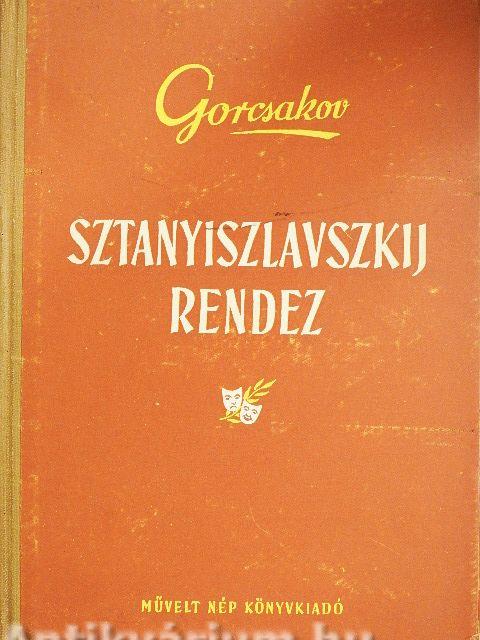 Gorcsakov
SZTANYiSZLAVSZKIJ
RENDEZ
MŰVELT NÉP KÖNYVKIADÓ
Antikvárium.hu